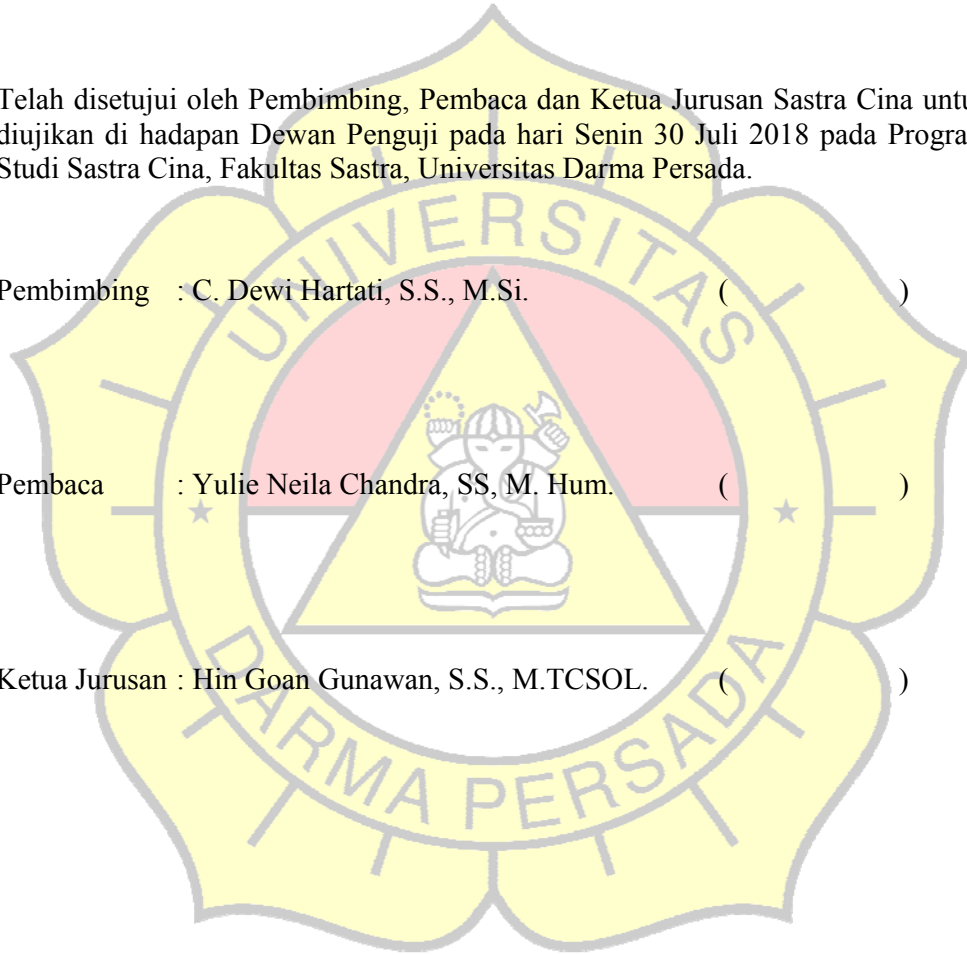 Telah disetujui oleh Pembimbing, Pembaca dan Ketua Jurusan Sastra Cina untu
diujikan di hadapan Dewan Penguji pada hari Senin 30 Juli 2018 pada Progra
Studi Sastra Cina, Fakultas Sastra, Universitas Darma Persada.
UNIVERSITAS
Pembimbing : C. Dewi Hartati, S.S., M.Si. ( )
Pembaca : Yulie Neila Chandra, SS, M. Hum. ( )
Ketua Jurusan : Hin Goan Gunawan, S.S., M.TCSOL. ( )
DARMA PERSADA